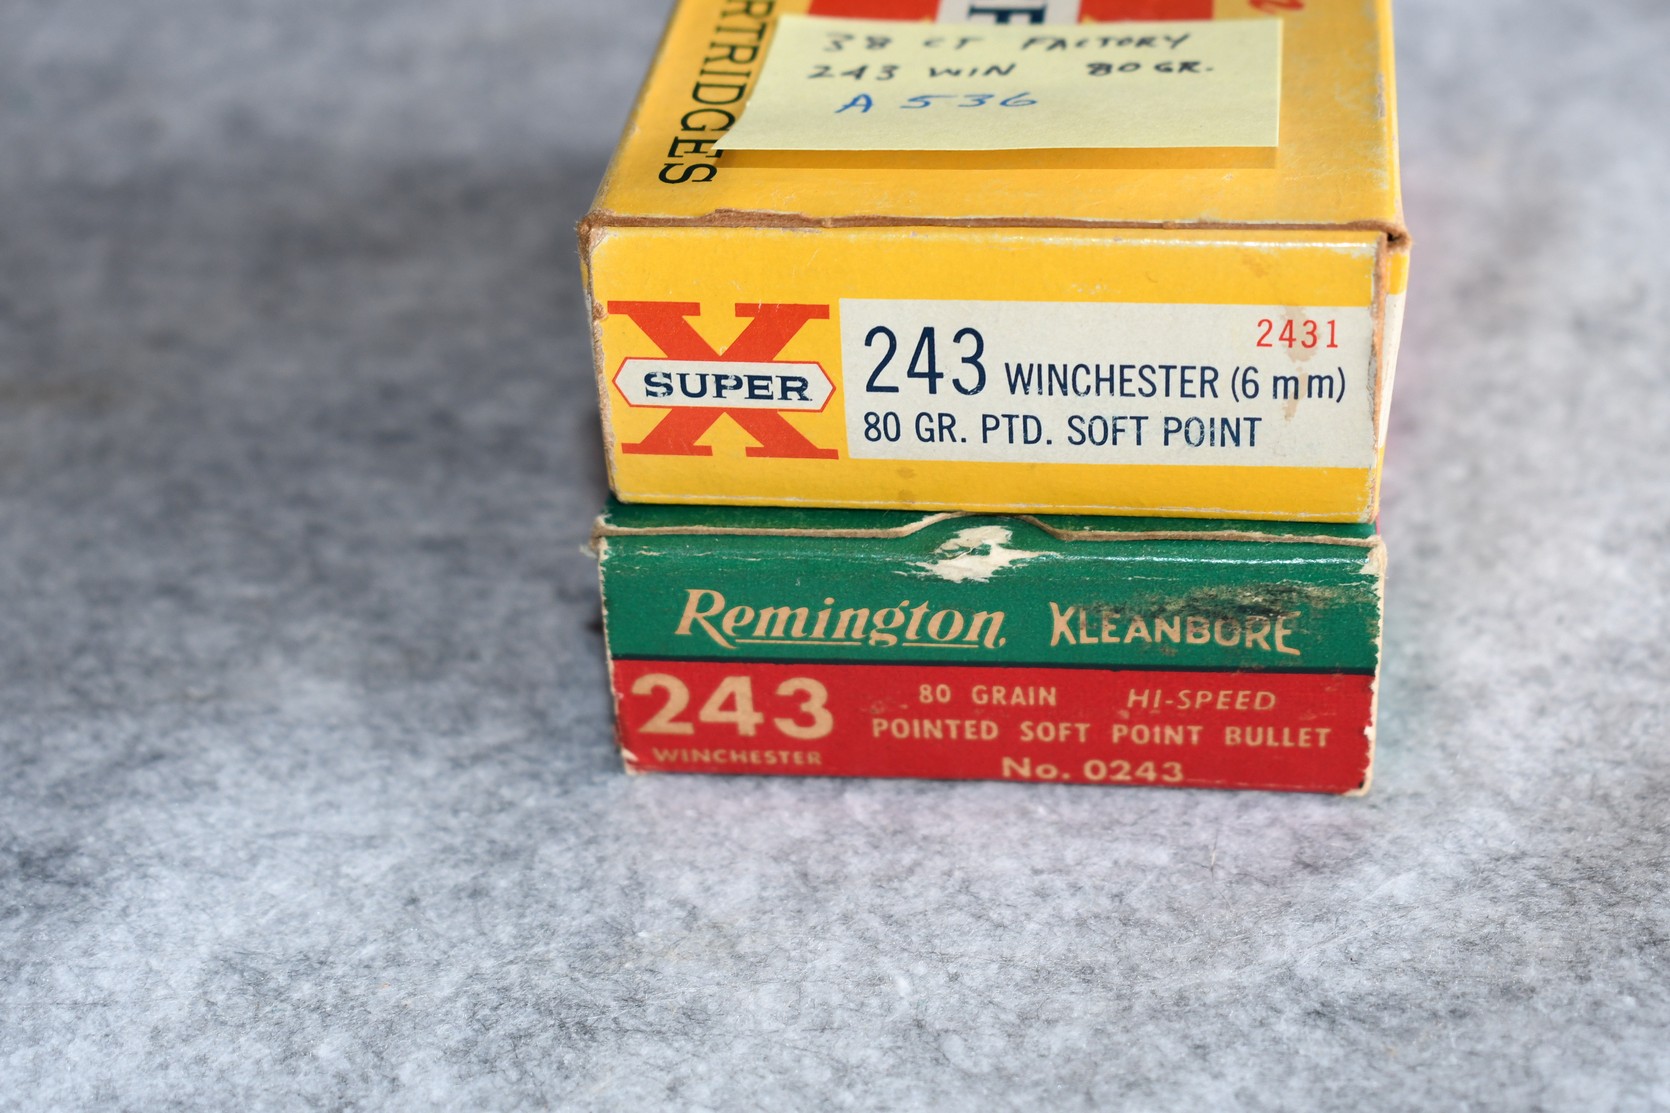 RTRIDGES
F
38 CT FACTORY
243 WIN 80 GR.
A 536
X
SUPER
2431
243 WINCHESTER (6 mm)
80 GR. PTD. SOFT POINT
Remington KLEANBORE
243 80 GRAIN HI-SPEED
POINTED SOFT POINT BULLET
WINCHESTER
No. 0243